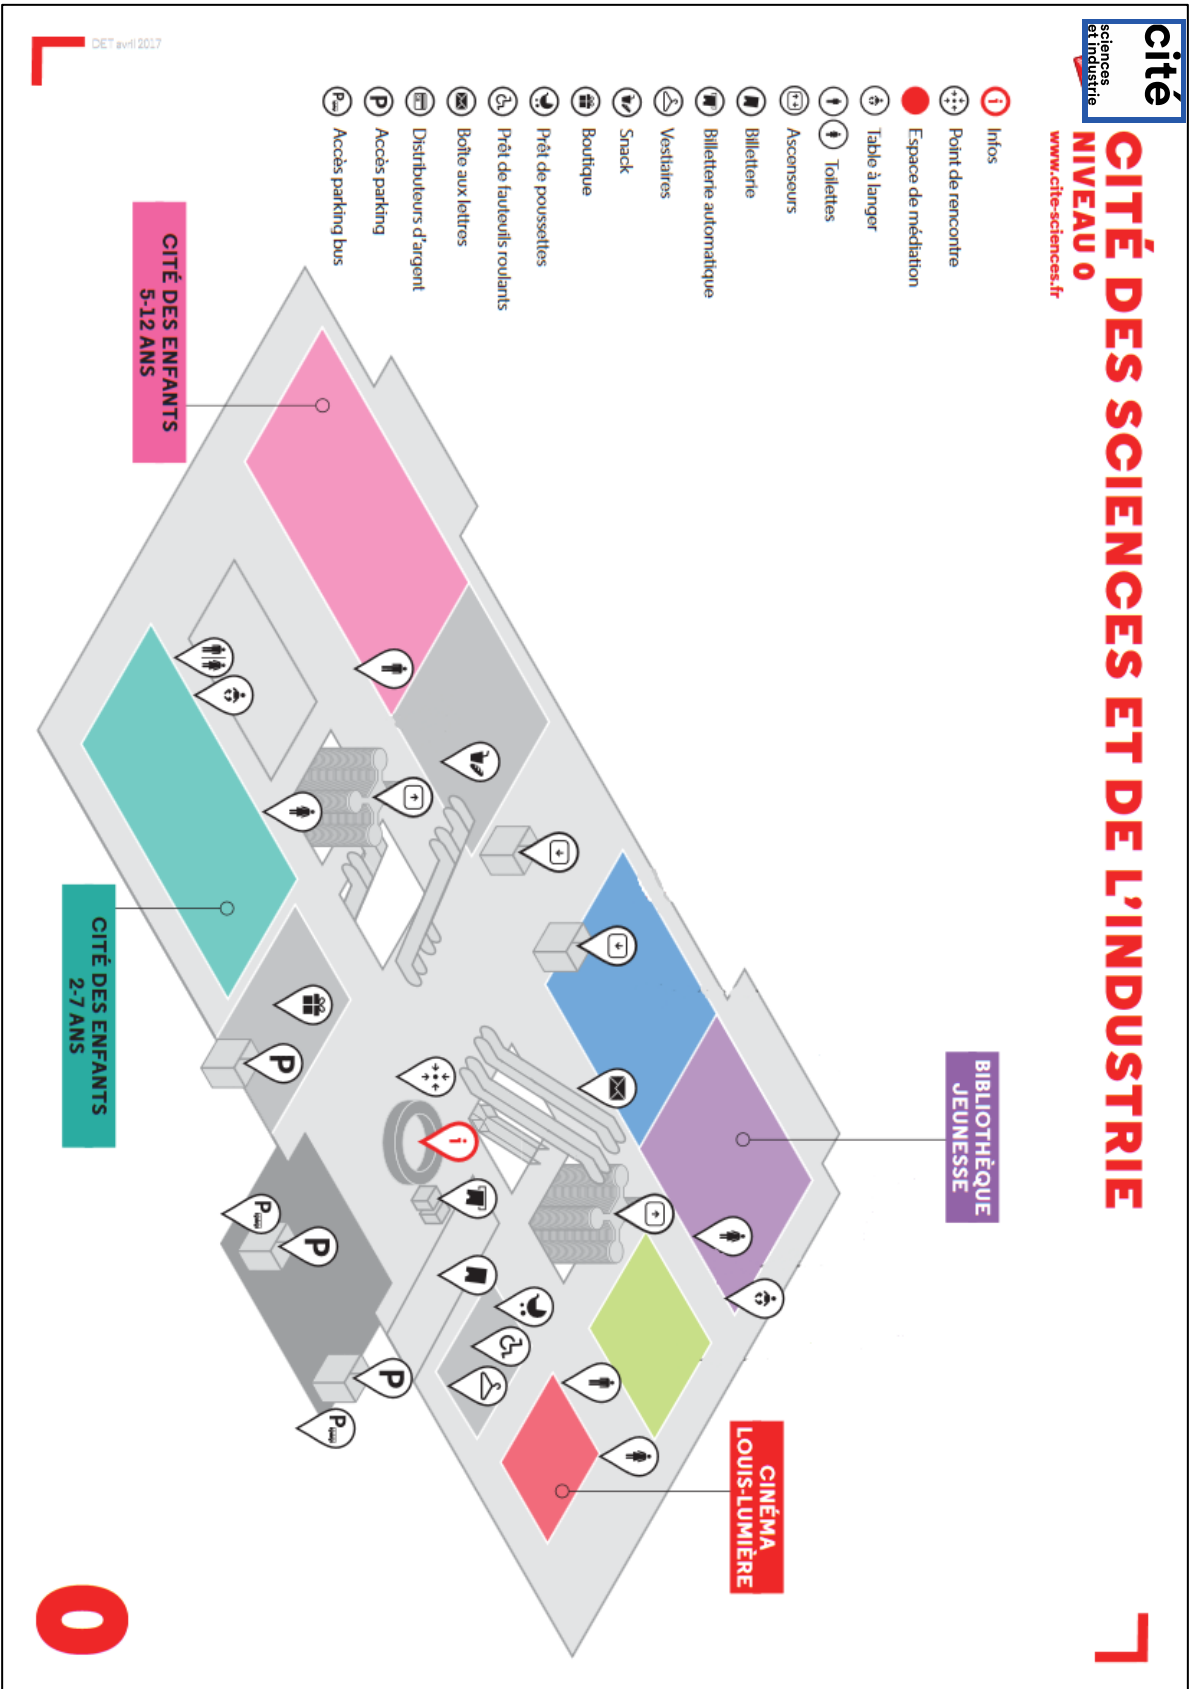 cité
sciences
et industrie
CITÉ DES SCIENCES ET DE L'INDUSTRIE
NIVEAU 0
www.cite-sciences.fr
Infos
Point de rencontre
Espace de médiation
Table à langer
Toilettes
Ascenseurs
Billetterie
Billetterie automatique
Vestiaires
Snack
Boutique
Prêt de poussettes
Prêt de fauteuils roulants
Boîte aux lettres
Distributeurs d'argent
Accès parking
Accès parking bus
BIBLIOTHÈQUE
JEUNESSE
CINÉMA
LOUIS-LUMIÈRE
CITÉ DES ENFANTS
5-12 ANS
CITÉ DES ENFANTS
2-7 ANS
i
P
P
P
P
P
DET avril 2017
0